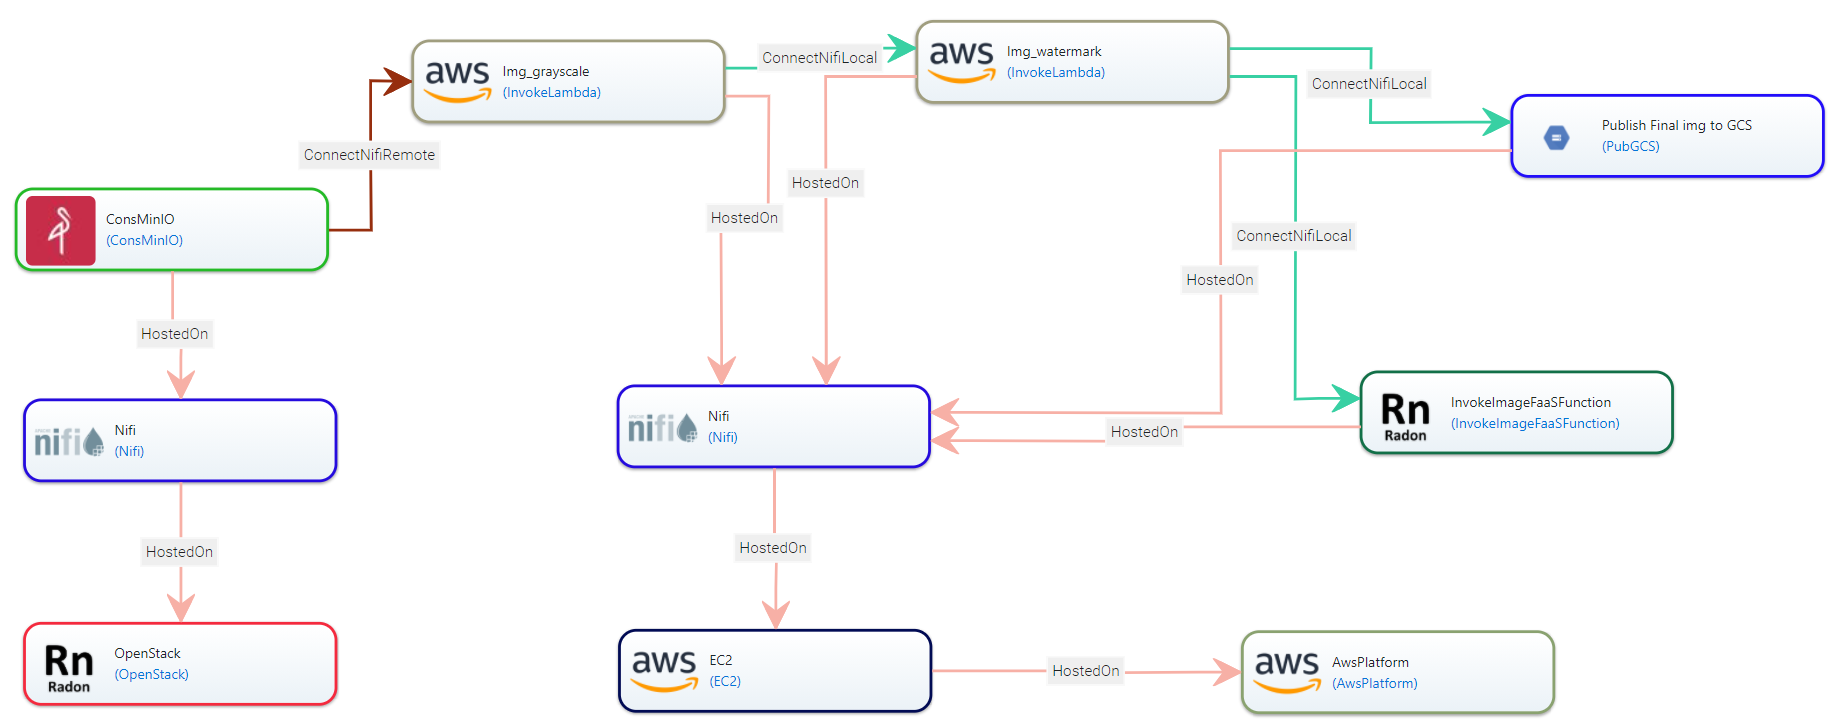 aws
Img_grayscale
(InvokeLambda)
ConnectNifiLocal
aws
Img_watermark
(InvokeLambda)
ConnectNifiLocal
Publish Final img to GCS
(PubGCS)
ConnectNifiRemote
HostedOn
HostedOn
ConsMinIO
(ConsMinIO)
ConnectNifiLocal
HostedOn
HostedOn
APACHE
nifi
Nifi
(Nifi)
nifi
Nifi
(Nifi)
HostedOn
Rn
Radon
InvokeImageFaaSFunction
(InvokeImageFaaSFunction)
HostedOn
HostedOn
Rn
Radon
OpenStack
(OpenStack)
aws
EC2
(EC2)
HostedOn
aws
AwsPlatform
(AwsPlatform)